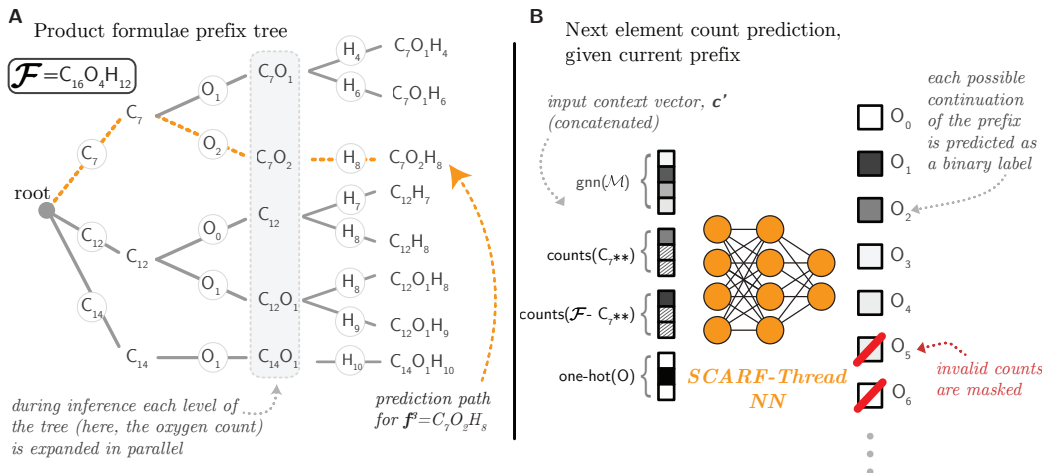 A
Product formulae prefix tree
𝓕=C₁₆O₄H₁₂
root
C₇
C₁₂
C₁₄
C₇
C₁₂
C₁₄
O₁
O₂
O₀
O₁
O₁
C₇O₁
C₇O₂
C₁₂
C₁₂O₁
C₁₄O₁
H₄
H₆
H₈
H₇
H₈
H₈
H₉
H₁₀
C₇O₁H₄
C₇O₁H₆
C₇O₂H₈
C₁₂H₇
C₁₂H₈
C₁₂O₁H₈
C₁₂O₁H₉
C₁₄O₁H₁₀
during inference each level of
the tree (here, the oxygen count)
is expanded in parallel
prediction path
for f³=C₇O₂H₈
B
Next element count prediction,
given current prefix
input context vector, c'
(concatenated)
gnn(ℳ)
counts(C₇**)
counts(𝓕- C₇**)
one-hot(O)
SCARF-Thread
NN
O₀
O₁
O₂
O₃
O₄
O₅
O₆
each possible
continuation
of the prefix
is predicted as
a binary label
invalid counts
are masked